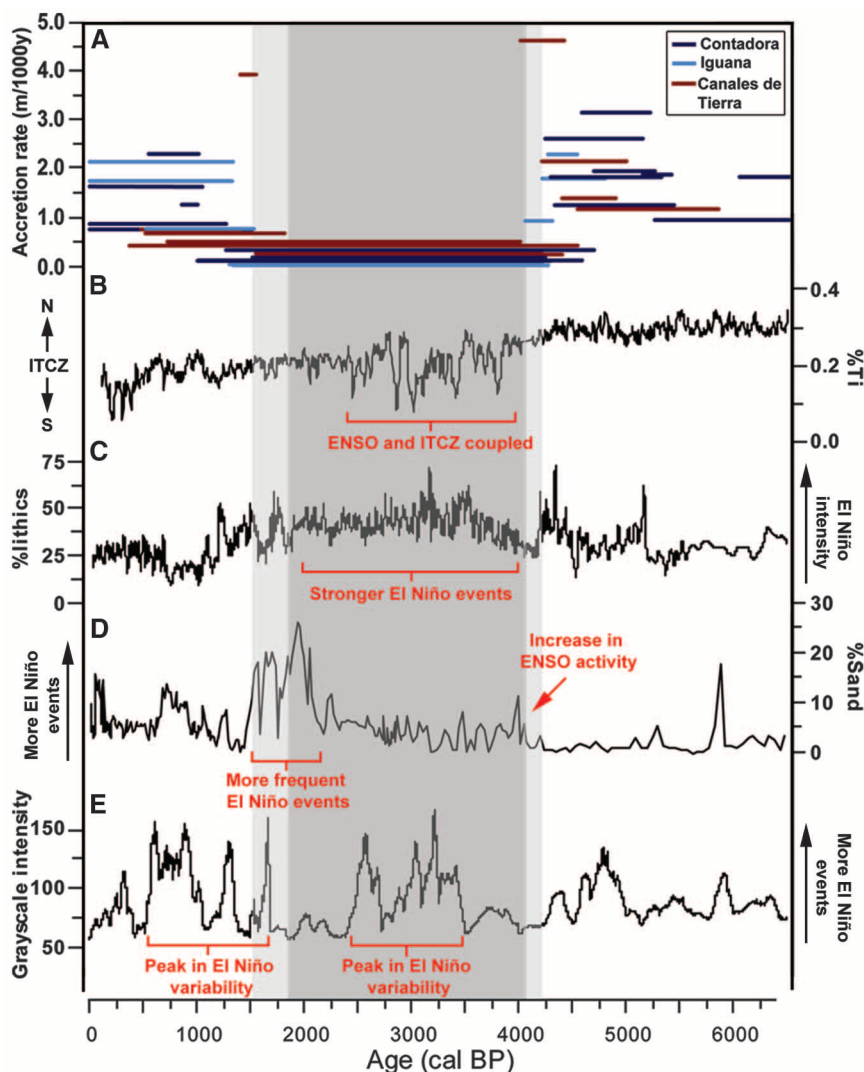 A
Accretion rate (m/1000y)
5.0
4.0
3.0
2.0
1.0
0.0
Contadora
Iguana
Canales de
Tierra
B
N
ITCZ
S
0.4
0.2
0.0
%Ti
ENSO and ITCZ coupled
C
75
50
25
0
%lithics
El Niño
intensity
Stronger El Niño events
D
More El Niño
events
30
20
10
0
%Sand
Increase in
ENSO activity
More frequent
El Niño events
E
Grayscale intensity
150
100
75
50
More El Niño
events
Peak in El Niño
variability
Peak in El Niño
variability
0
1000
2000
3000
4000
5000
6000
Age (cal BP)